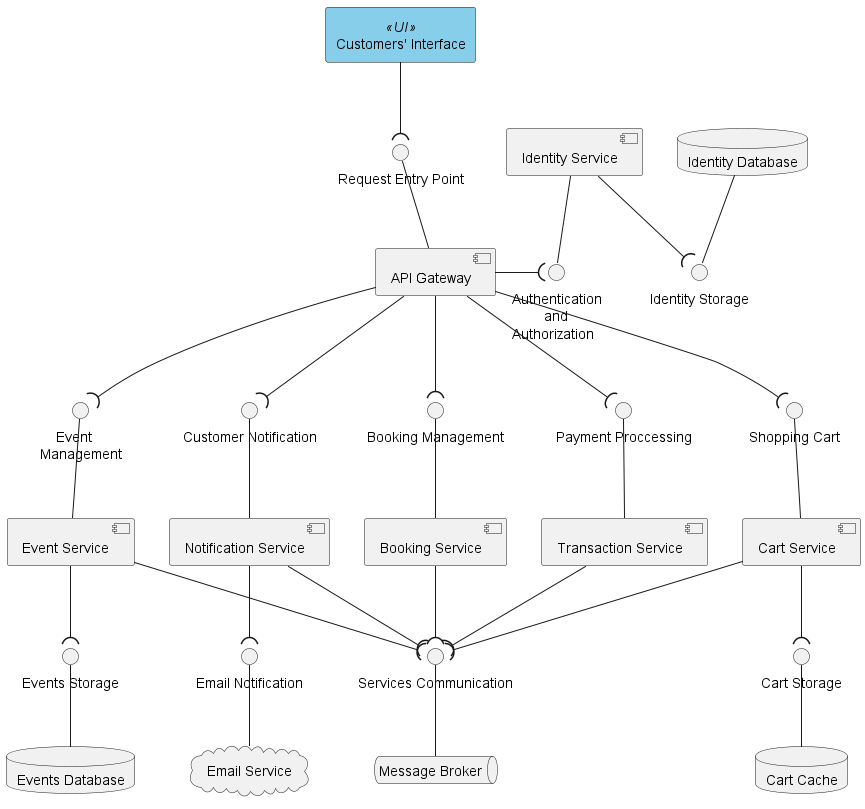 «UI»
Customers' Interface
Identity Service
Identity Database
Request Entry Point
API Gateway
Authentication
and
Authorization
Identity Storage
Event
Management
Customer Notification
Booking Management
Payment Proccessing
Shopping Cart
Event Service
Notification Service
Booking Service
Transaction Service
Cart Service
Events Storage
Email Notification
Services Communication
Cart Storage
Events Database
Email Service
Message Broker
Cart Cache